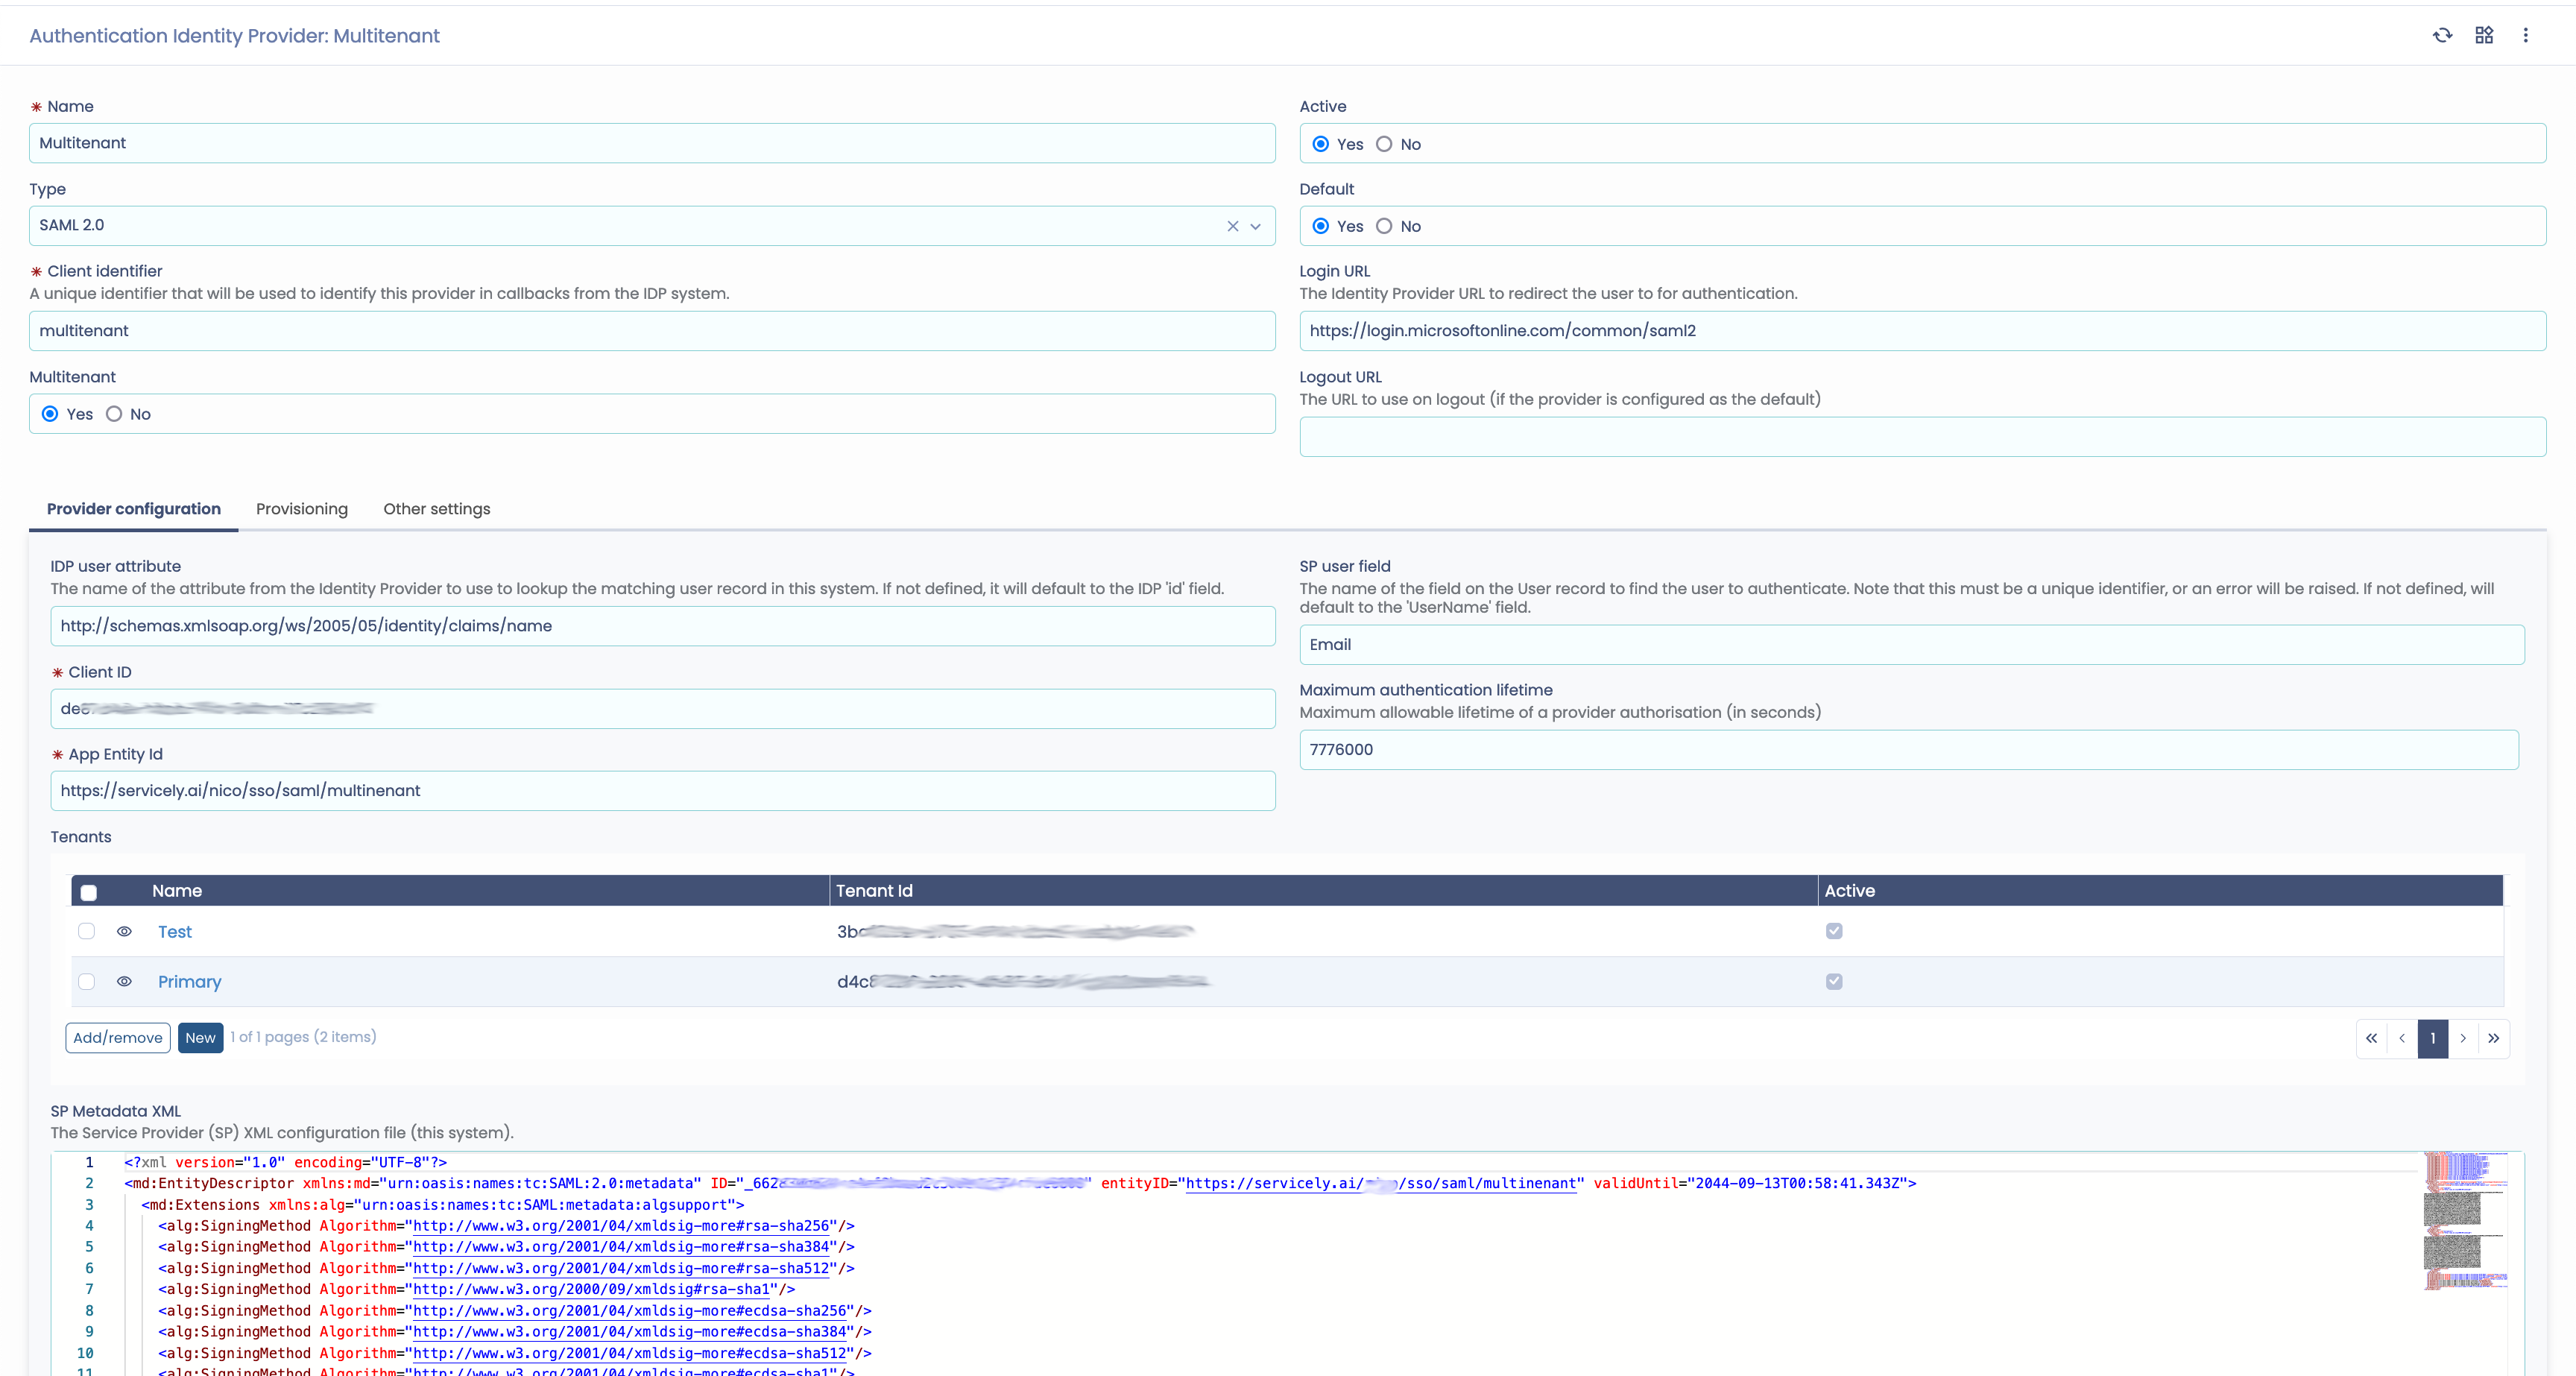 Authentication Identity Provider: Multitenant
* Name
Multitenant
Active
Yes No
Type
SAML 2.0
Default
Yes No
* Client identifier
A unique identifier that will be used to identify this provider in callbacks from the IDP system.
multitenant
Login URL
The Identity Provider URL to redirect the user to for authentication.
https://login.microsoftonline.com/common/saml2
Multitenant
Yes No
Logout URL
The URL to use on logout (if the provider is configured as the default)
Provider configuration Provisioning Other settings
IDP user attribute
The name of the attribute from the Identity Provider to use to lookup the matching user record in this system. If not defined, it will default to the IDP 'id' field.
http://schemas.xmlsoap.org/ws/2005/05/identity/claims/name
SP user field
The name of the field on the User record to find the user to authenticate. Note that this must be a unique identifier, or an error will be raised. If not defined, will
default to the 'UserName' field.
Email
* Client ID
Maximum authentication lifetime
Maximum allowable lifetime of a provider authorisation (in seconds)
7776000
* App Entity Id
https://servicely.ai/nico/sso/saml/multinenant
Tenants
Name Tenant Id Active
Test
Primary
Add/remove New 1 of 1 pages (2 items) « ‹ 1 › »
SP Metadata XML
The Service Provider (SP) XML configuration file (this system).
1 <?xml version="1.0" encoding="UTF-8"?>
2 <md:EntityDescriptor xmlns:md="urn:oasis:names:tc:SAML:2.0:metadata" ID="_662 " entityID="https://servicely.ai/ /sso/saml/multinenant" validUntil="2044-09-13T00:58:41.343Z">
3 <md:Extensions xmlns:alg="urn:oasis:names:tc:SAML:metadata:algsupport">
4 <alg:SigningMethod Algorithm="http://www.w3.org/2001/04/xmldsig-more#rsa-sha256"/>
5 <alg:SigningMethod Algorithm="http://www.w3.org/2001/04/xmldsig-more#rsa-sha384"/>
6 <alg:SigningMethod Algorithm="http://www.w3.org/2001/04/xmldsig-more#rsa-sha512"/>
7 <alg:SigningMethod Algorithm="http://www.w3.org/2000/09/xmldsig#rsa-sha1"/>
8 <alg:SigningMethod Algorithm="http://www.w3.org/2001/04/xmldsig-more#ecdsa-sha256"/>
9 <alg:SigningMethod Algorithm="http://www.w3.org/2001/04/xmldsig-more#ecdsa-sha384"/>
10 <alg:SigningMethod Algorithm="http://www.w3.org/2001/04/xmldsig-more#ecdsa-sha512"/>
11 <alg:SigningMethod Algorithm="http://www.w3.org/2001/04/xmldsig-more#ecdsa-sha1"/>